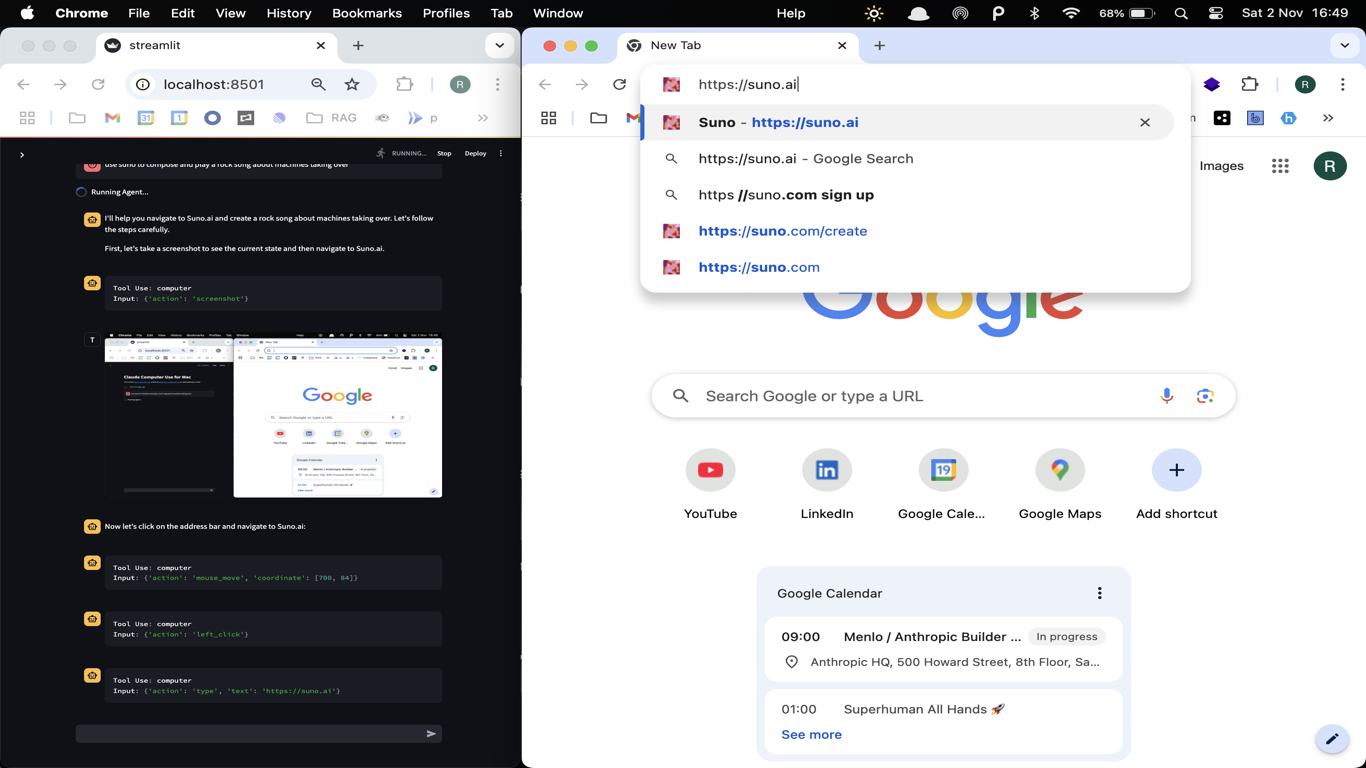 Chrome File Edit View History Bookmarks Profiles Tab Window Help 68% Sat 2 Nov 16:49
streamlit
localhost:8501
RAG
p
RUNNING... Stop Deploy
use suno to compose and play a rock song about machines taking over
Running Agent...
I'll help you navigate to Suno.ai and create a rock song about machines taking over. Let's follow
the steps carefully.
First, let's take a screenshot to see the current state and then navigate to Suno.ai.
Tool Use: computer
Input: {'action': 'screenshot'}
T
Claude Computer Use for Mac
Google
Now let's click on the address bar and navigate to Suno.ai:
Tool Use: computer
Input: {'action': 'mouse_move', 'coordinate': [700, 84]}
Tool Use: computer
Input: {'action': 'left_click'}
Tool Use: computer
Input: {'action': 'type', 'text': 'https://suno.ai'}
New Tab
https://suno.ai
R
Suno - https://suno.ai
https://suno.ai - Google Search
https //suno.com sign up
https://suno.com/create
https://suno.com
Images
R
Google
Search Google or type a URL
YouTube LinkedIn Google Cale... Google Maps Add shortcut
Google Calendar
09:00 Menlo / Anthropic Builder ... In progress
Anthropic HQ, 500 Howard Street, 8th Floor, Sa...
01:00 Superhuman All Hands 🚀
See more